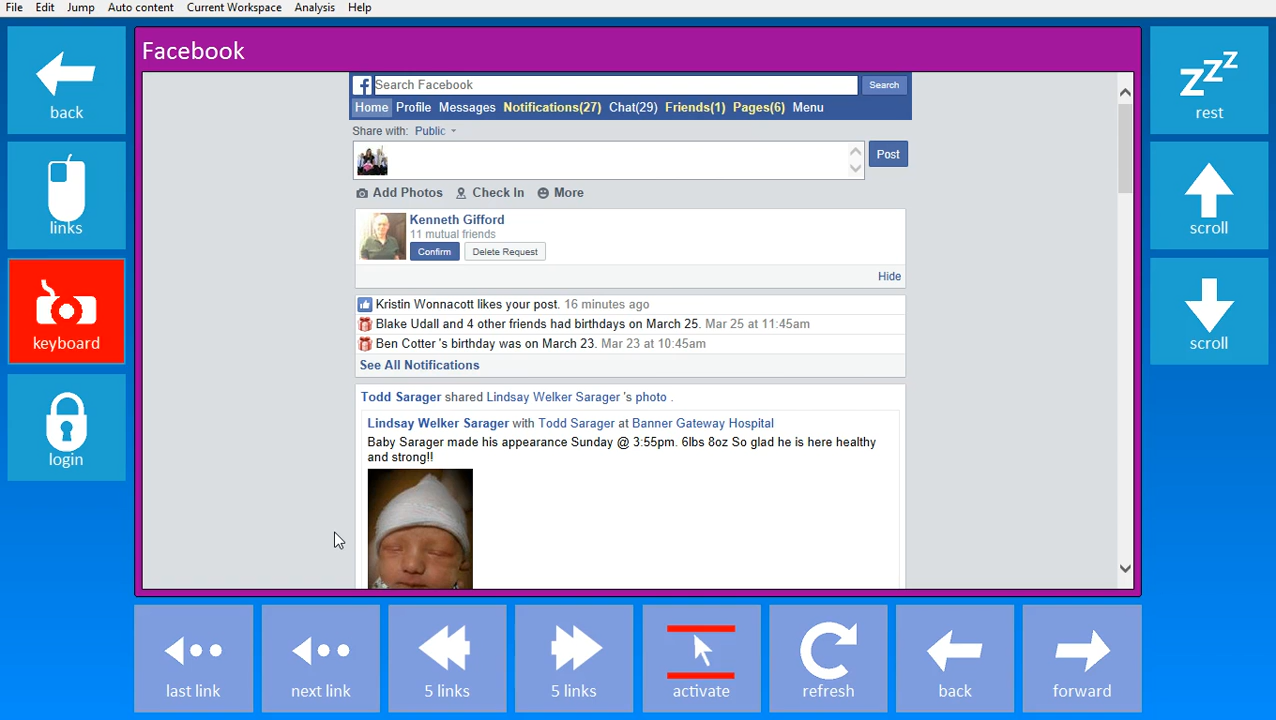 File Edit Jump Auto content Current Workspace Analysis Help
Facebook
back
links
keyboard
login
Search Facebook Search
Home Profile Messages Notifications(27) Chat(29) Friends(1) Pages(6) Menu
Share with: Public
Post
Add Photos Check In More
Kenneth Gifford
11 mutual friends
Confirm Delete Request
Hide
Kristin Wonnacott likes your post. 16 minutes ago
Blake Udall and 4 other friends had birthdays on March 25. Mar 25 at 11:45am
Ben Cotter 's birthday was on March 23. Mar 23 at 10:45am
See All Notifications
Todd Sarager shared Lindsay Welker Sarager 's photo .
Lindsay Welker Sarager with Todd Sarager at Banner Gateway Hospital
Baby Sarager made his appearance Sunday @ 3:55pm. 6lbs 8oz So glad he is here healthy
and strong!!
zzz
rest
scroll
scroll
last link next link 5 links 5 links activate refresh back forward